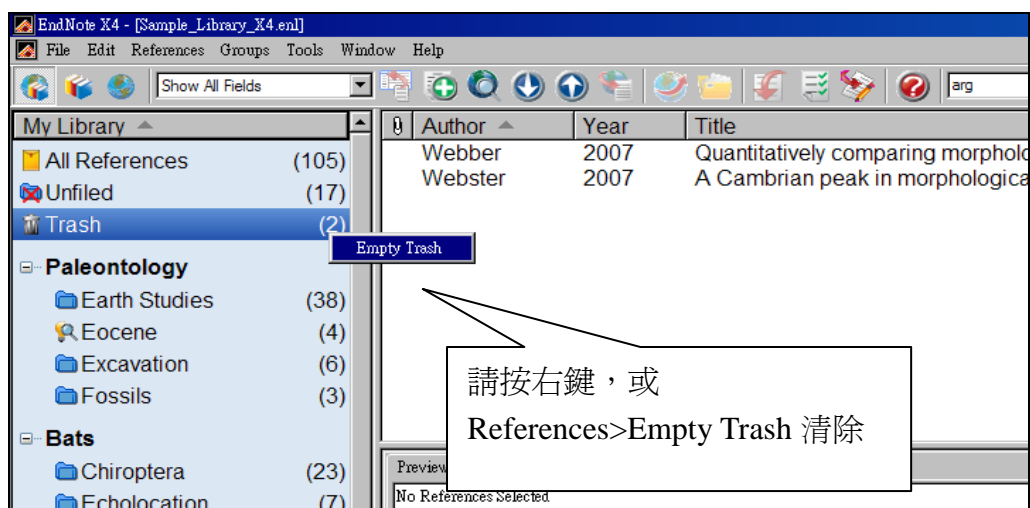 EndNote X4 - [Sample_Library_X4.enl]
File Edit References Groups Tools Window Help
Show All Fields
arg
My Library
All References (105)
Unfiled (17)
Trash (2)
Empty Trash
Paleontology
Earth Studies (38)
Eocene (4)
Excavation (6)
Fossils (3)
Bats
Chiroptera (23)
Echolocation (7)
Author Year Title
Webber 2007 Quantitatively comparing morpholo
Webster 2007 A Cambrian peak in morphologica
請按右鍵，或
References>Empty Trash 清除
Preview
No References Selected